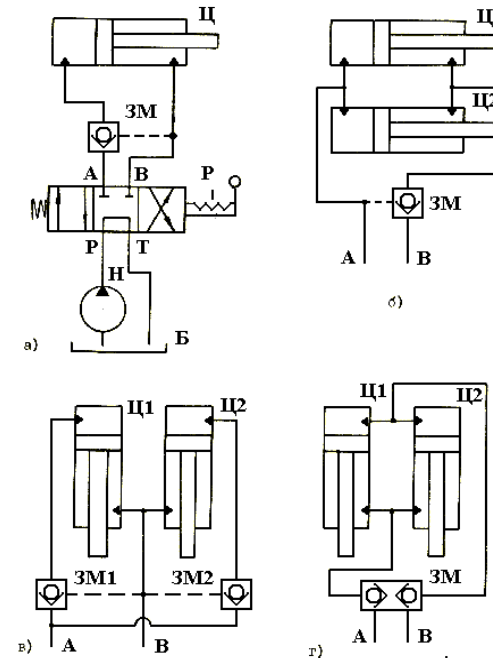 Ц
ЗМ
А В
Р
Р Т
Н
Б
а)
Ц
Ц2
ЗМ
А В
б)
Ц1 Ц2
ЗМ1 ЗМ2
А В
в)
Ц1 Ц2
ЗМ
А В
г)